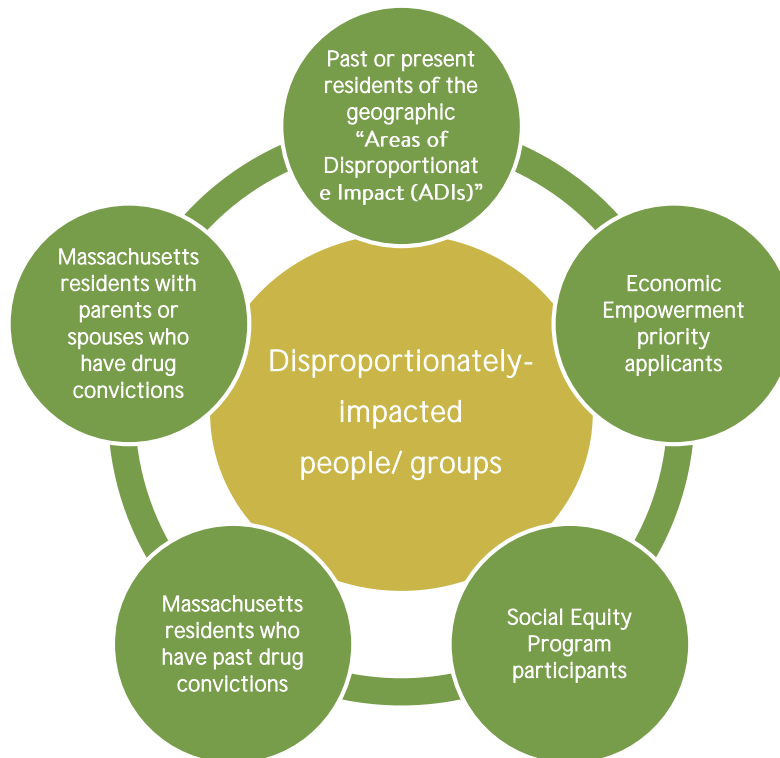 Past or present
residents of the
geographic
“Areas of
Disproportionat
e Impact (ADIs)”
Economic
Empowerment
priority
applicants
Social Equity
Program
participants
Massachusetts
residents who
have past drug
convictions
Massachusetts
residents with
parents or
spouses who
have drug
convictions
Disproportionately-
impacted
people/ groups